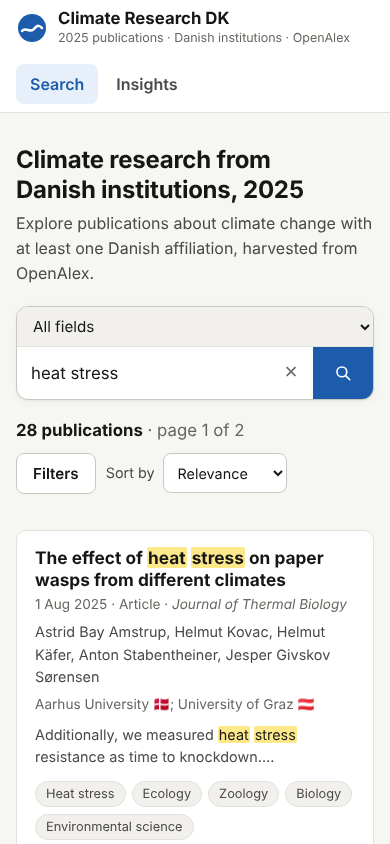 Climate Research DK
2025 publications · Danish institutions · OpenAlex
Search
Insights
Climate research from
Danish institutions, 2025
Explore publications about climate change with
at least one Danish affiliation, harvested from
OpenAlex.
All fields
heat stress
28 publications · page 1 of 2
Filters
Sort by
Relevance
The effect of heat stress on paper
wasps from different climates
1 Aug 2025 · Article · Journal of Thermal Biology
Astrid Bay Amstrup, Helmut Kovac, Helmut
Käfer, Anton Stabentheiner, Jesper Givskov
Sørensen
Aarhus University 🇩🇰; University of Graz 🇦🇹
Additionally, we measured heat stress
resistance as time to knockdown....
Heat stress
Ecology
Zoology
Biology
Environmental science